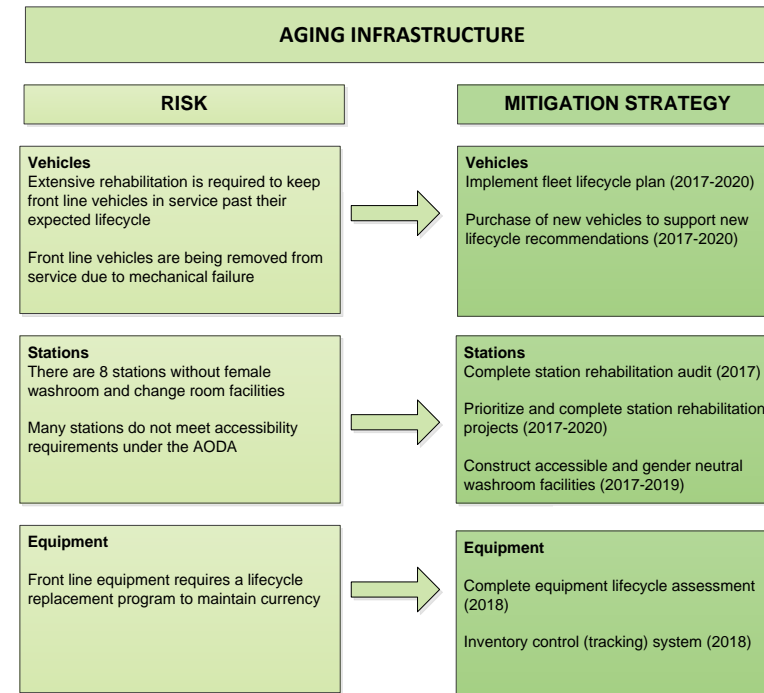 AGING INFRASTRUCTURE
RISK
MITIGATION STRATEGY
Vehicles
Extensive rehabilitation is required to keep
front line vehicles in service past their
expected lifecycle
Front line vehicles are being removed from
service due to mechanical failure
Vehicles
Implement fleet lifecycle plan (2017-2020)
Purchase of new vehicles to support new
lifecycle recommendations (2017-2020)
Stations
There are 8 stations without female
washroom and change room facilities
Many stations do not meet accessibility
requirements under the AODA
Stations
Complete station rehabilitation audit (2017)
Prioritize and complete station rehabilitation
projects (2017-2020)
Construct accessible and gender neutral
washroom facilities (2017-2019)
Equipment
Front line equipment requires a lifecycle
replacement program to maintain currency
Equipment
Complete equipment lifecycle assessment
(2018)
Inventory control (tracking) system (2018)